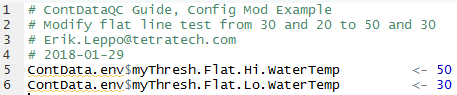 1 # ContDataQC Guide, Config Mod Example
2 # Modify flat line test from 30 and 20 to 50 and 30
3 # Erik.Leppo@tetratech.com
4 # 2018-01-29
5 ContData.env$myThresh.Flat.Hi.WaterTemp <- 50
6 ContData.env$myThresh.Flat.Lo.WaterTemp <- 30